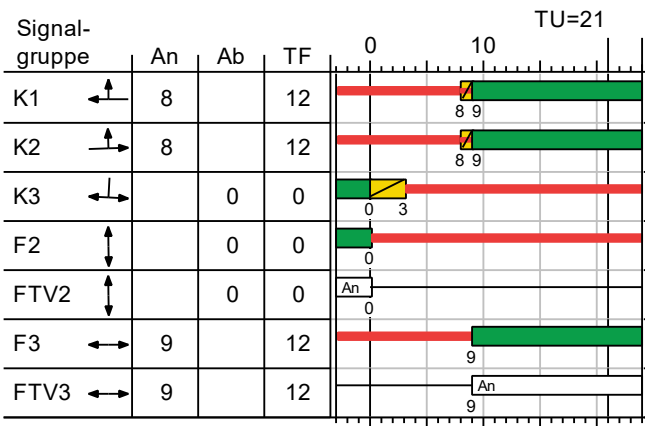 TU=21
Signal-
gruppe An Ab TF 0 10
K1 8 12
8 9
K2 8 12
8 9
K3 0 0
0 3
F2 0 0
0
FTV2 0 0 An
0
F3 9 12
9
FTV3 9 12 An
9